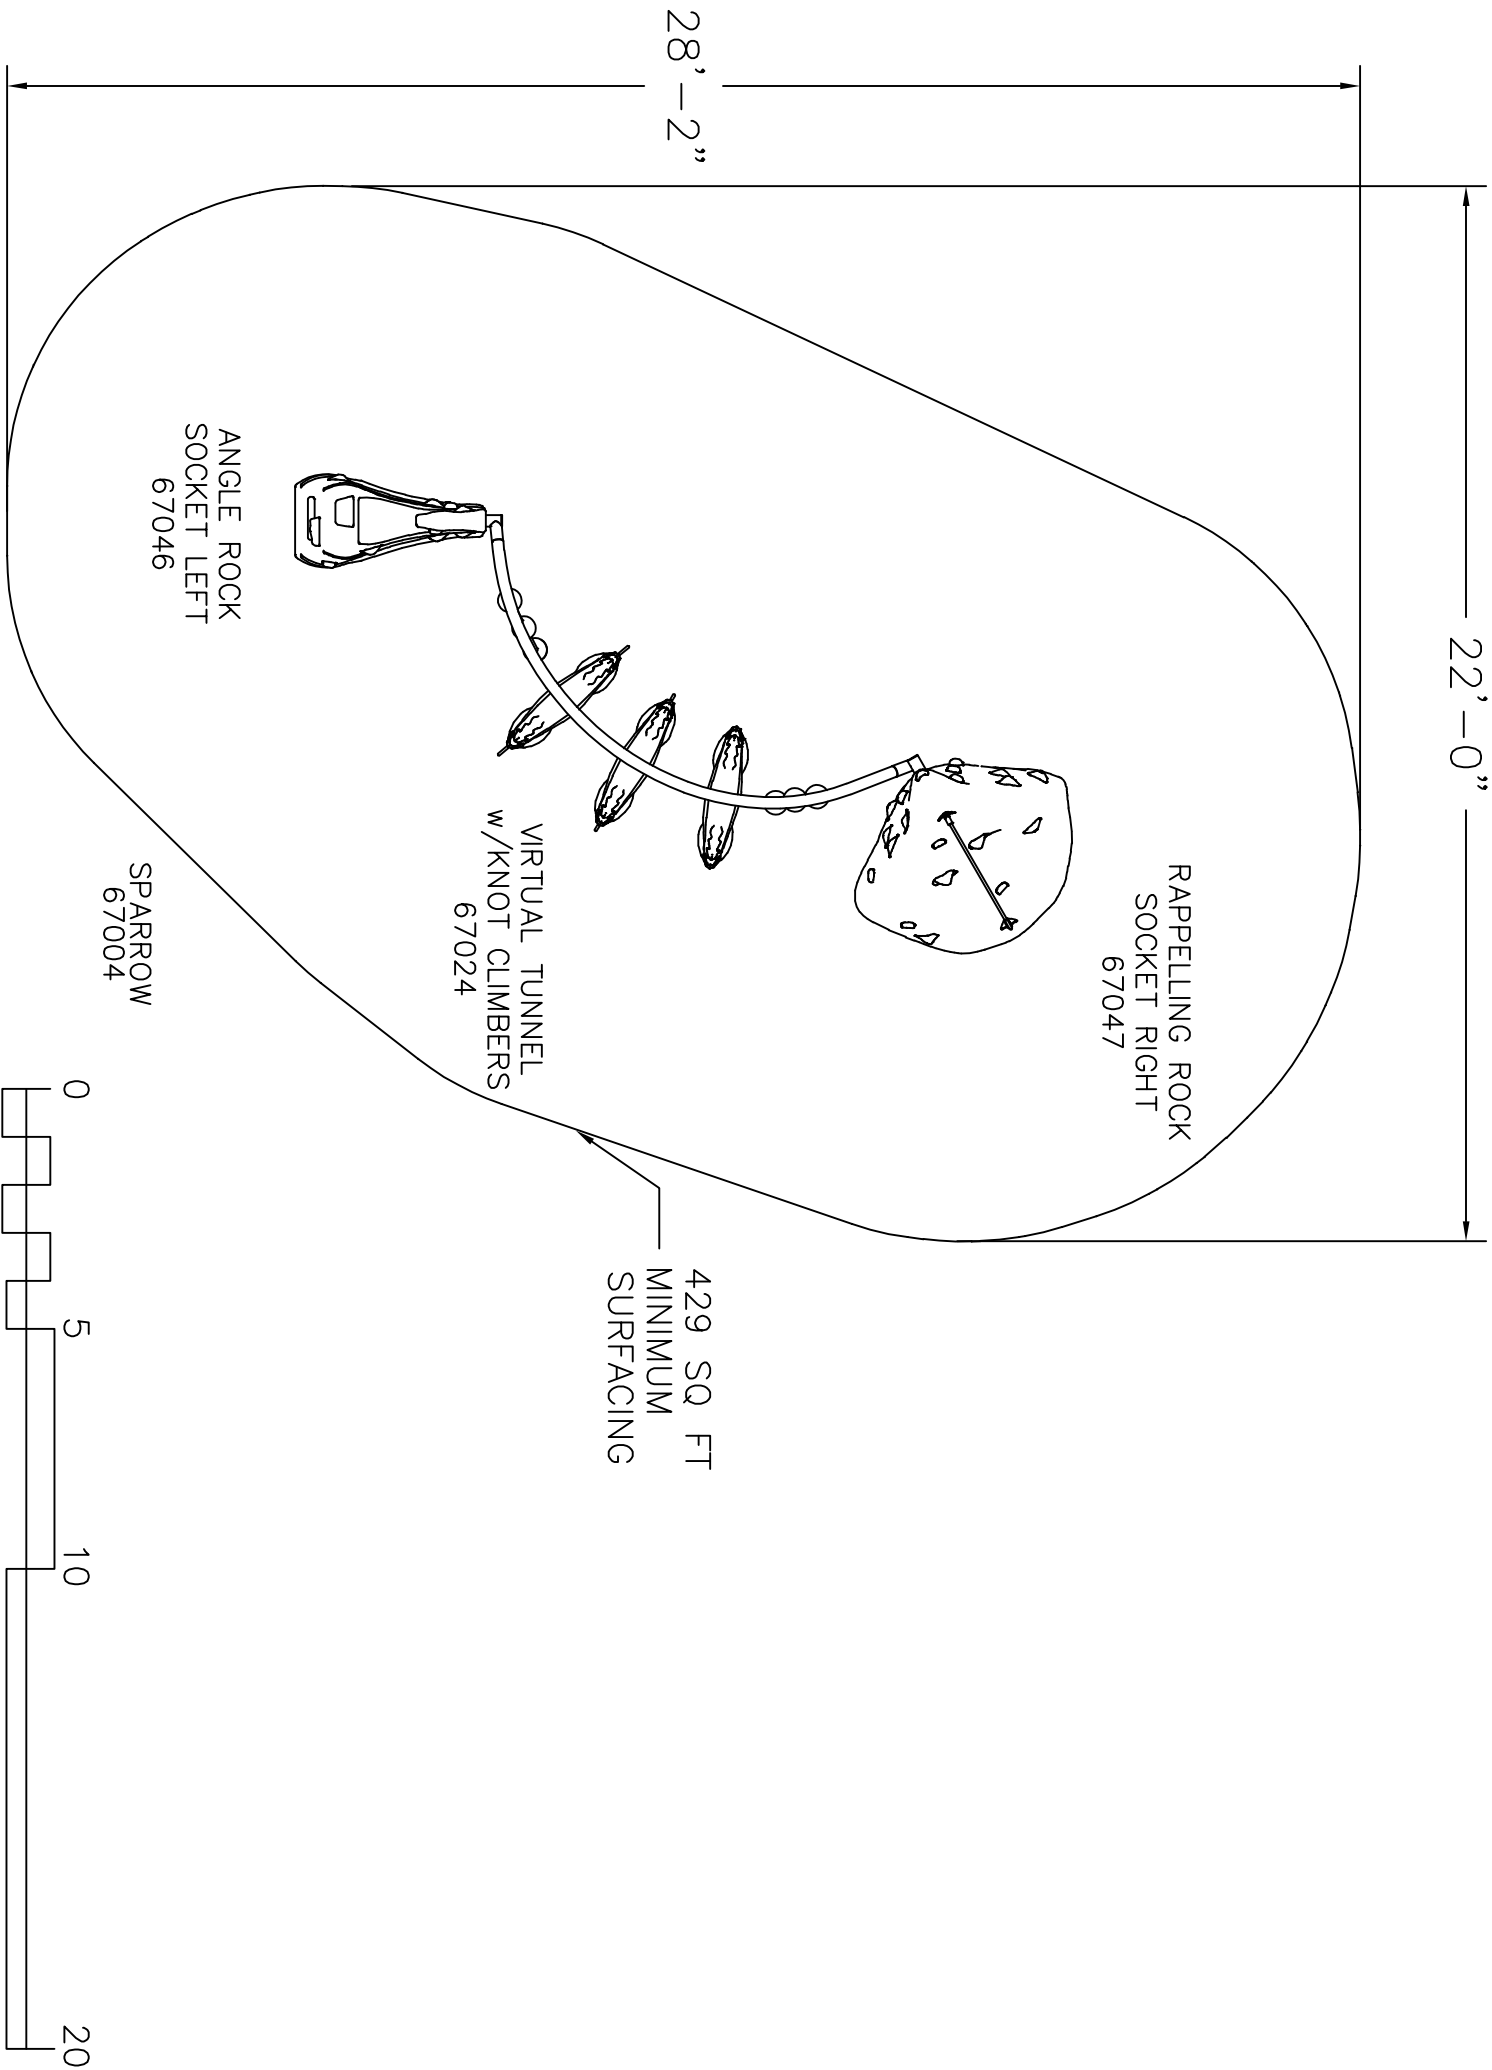 22'-0"
28'-2"
RAPPELLING ROCK
SOCKET RIGHT
67047
429 SQ FT
MINIMUM
SURFACING
VIRTUAL TUNNEL
w/KNOT CLIMBERS
67024
ANGLE ROCK
SOCKET LEFT
67046
SPARROW
67004
0
5
10
20